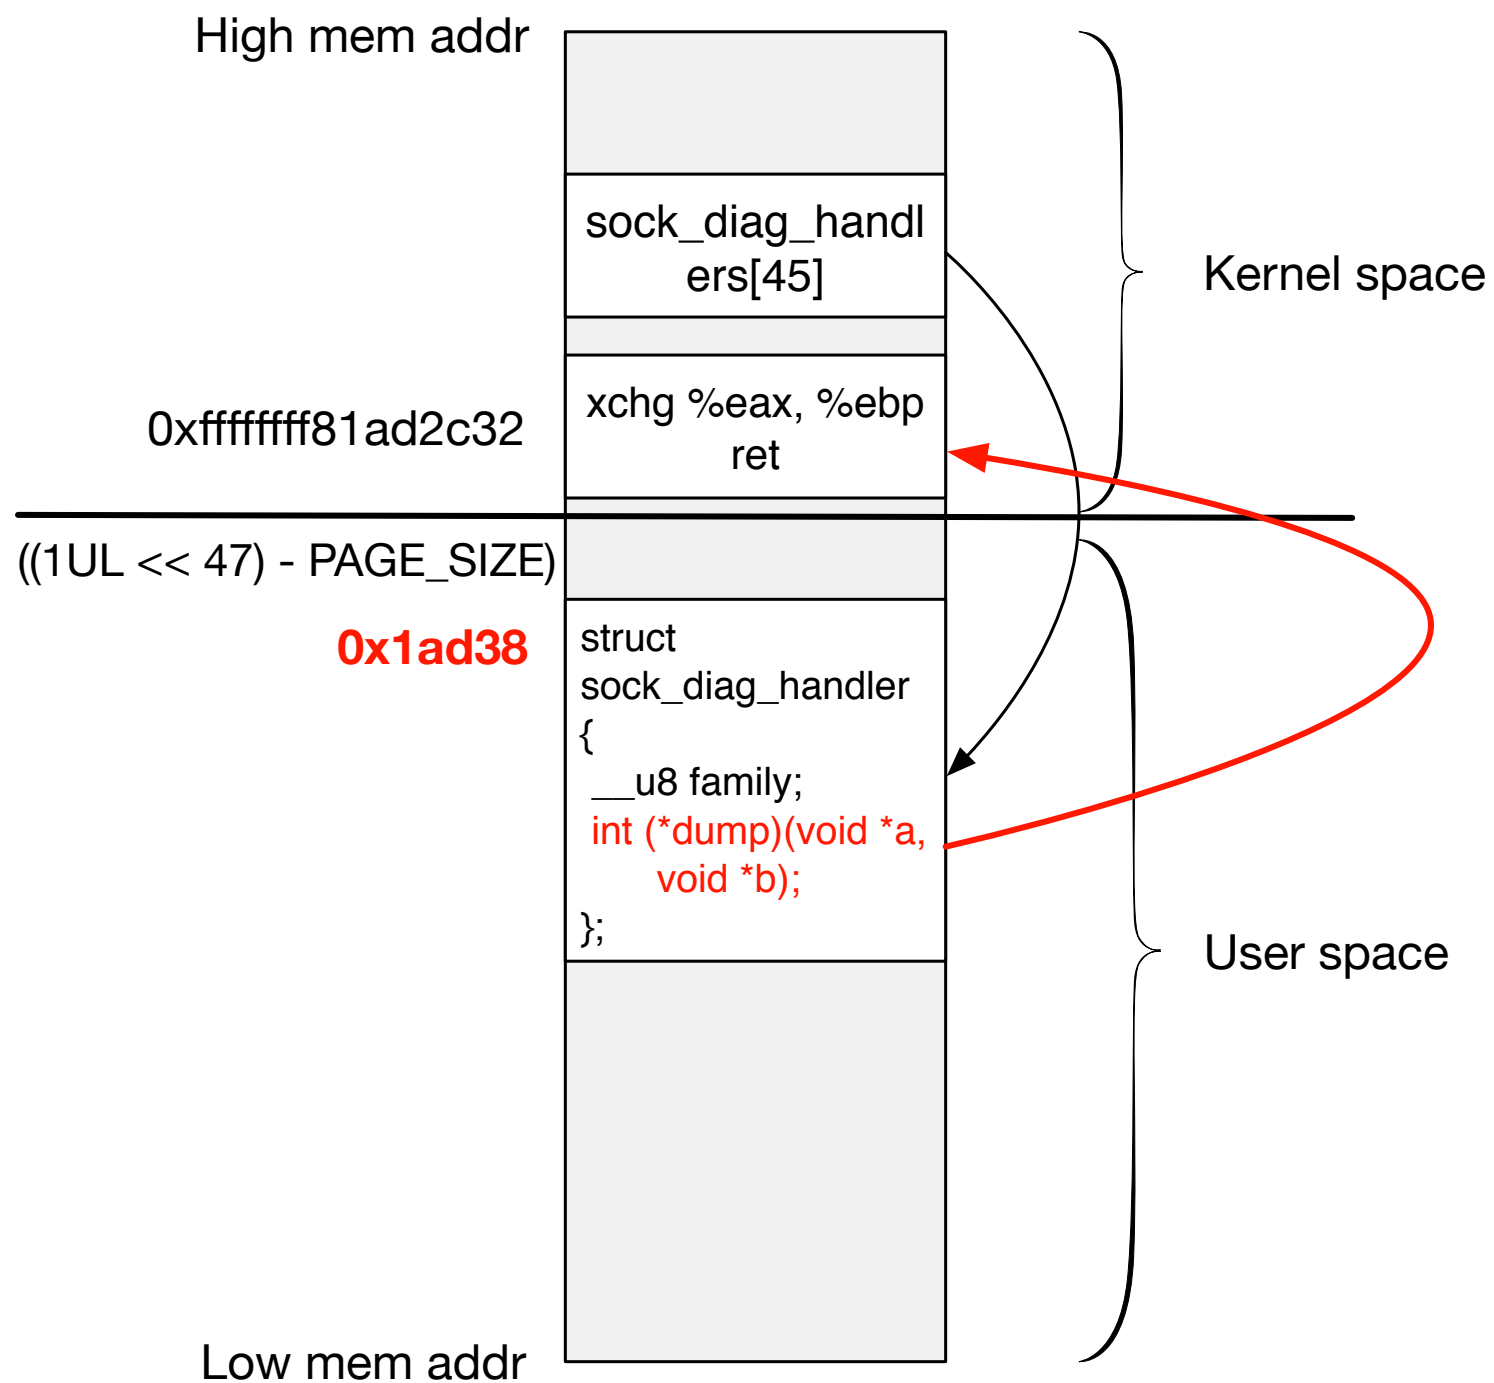 High mem addr
sock_diag_handl
ers[45]
Kernel space
xchg %eax, %ebp
ret
0xffffffff81ad2c32
((1UL << 47) - PAGE_SIZE)
0x1ad38
struct
sock_diag_handler
{
__u8 family;
int (*dump)(void *a,
void *b);
};
User space
Low mem addr